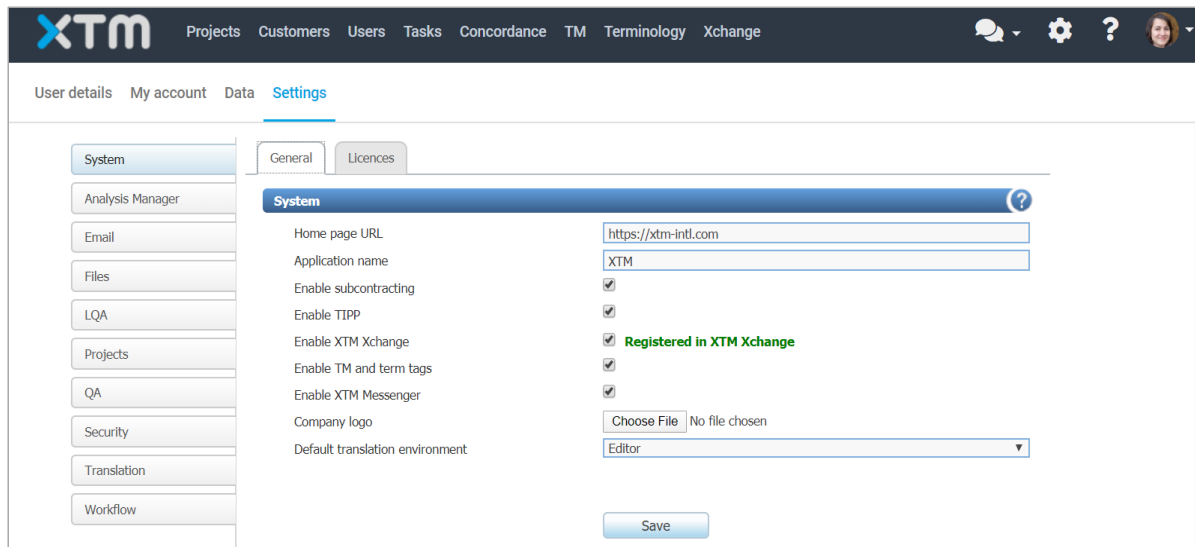 XTM Projects Customers Users Tasks Concordance TM Terminology Xchange ?
User details My account Data Settings
System
Analysis Manager
Email
Files
LQA
Projects
QA
Security
Translation
Workflow
General Licences
System ?
Home page URL https://xtm-intl.com
Application name XTM
Enable subcontracting
Enable TIPP
Enable XTM Xchange Registered in XTM Xchange
Enable TM and term tags
Enable XTM Messenger
Company logo Choose File No file chosen
Default translation environment Editor
Save